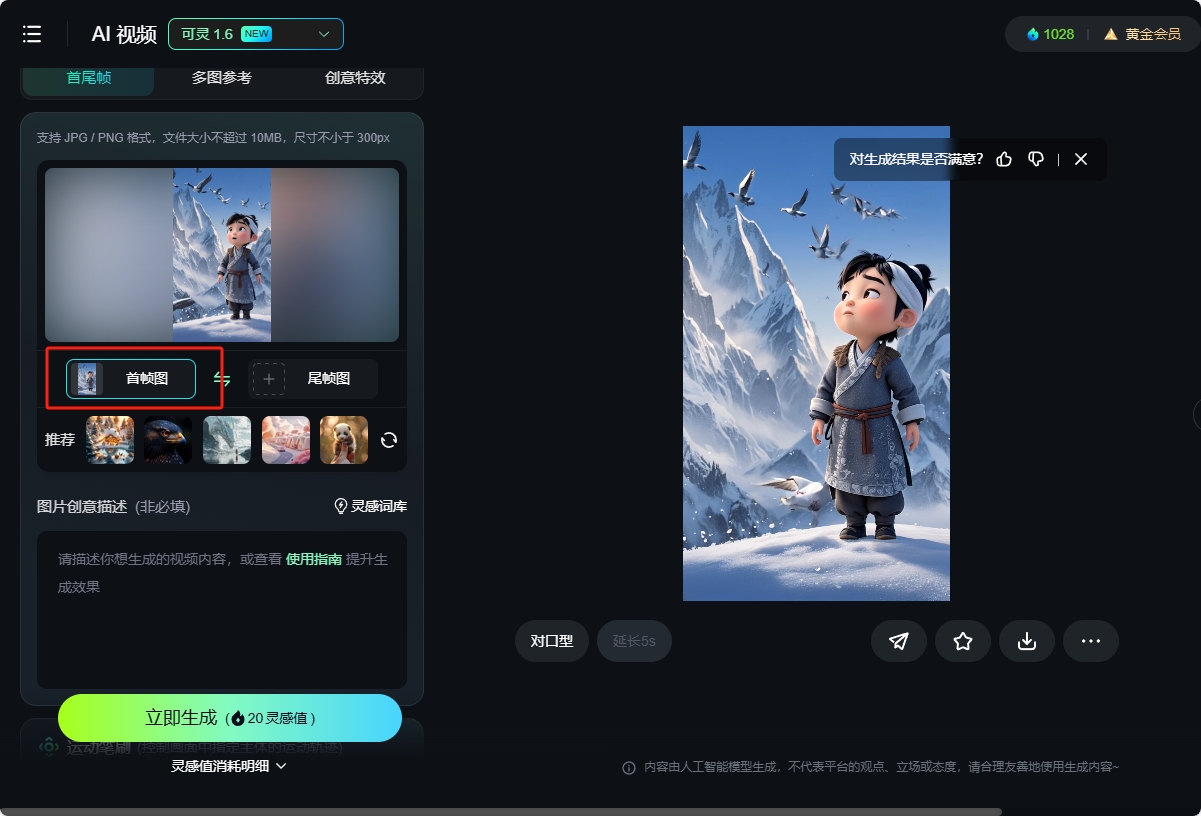 AI 视频
可灵 1.6 NEW
1028
黄金会员
首尾帧
多图参考
创意特效
支持 JPG / PNG 格式，文件大小不超过 10MB，尺寸不小于 300px
首帧图
尾帧图
推荐
图片创意描述（非必填）
灵感词库
请描述你想生成的视频内容，或查看 使用指南 提升生
成效果
立即生成（20 灵感值）
运动笔刷（控制画面中指定主体的运动轨迹）
灵感值消耗明细
对生成结果是否满意？
对口型
延长5s
内容由人工智能模型生成，不代表平台的观点、立场或态度，请合理友善地使用生成内容~